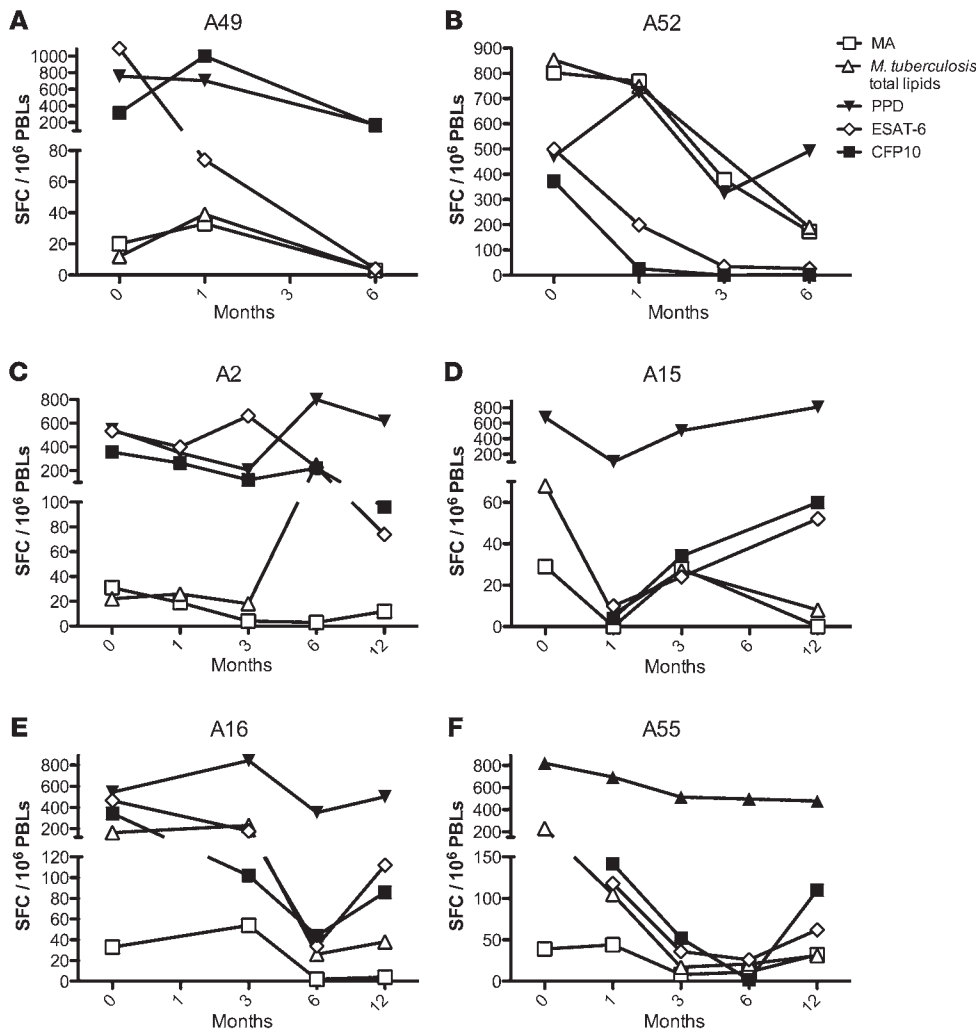 A
A49
SFC / 10⁶ PBLs
1000
800
600
400
200
80
60
40
20
0
0
1
3
6
Months
B
A52
SFC / 10⁶ PBLs
900
800
700
600
500
400
300
200
100
0
0
1
3
6
Months
MA
M. tuberculosis
total lipids
PPD
ESAT-6
CFP10
C
A2
SFC / 10⁶ PBLs
800
600
400
200
100
80
60
40
20
0
0
1
3
6
12
Months
D
A15
SFC / 10⁶ PBLs
800
600
400
200
60
40
20
0
0
1
3
6
12
Months
E
A16
SFC / 10⁶ PBLs
800
600
400
200
120
100
80
60
40
20
0
0
1
3
6
12
Months
F
A55
SFC / 10⁶ PBLs
800
600
400
200
150
100
50
0
0
1
3
6
12
Months